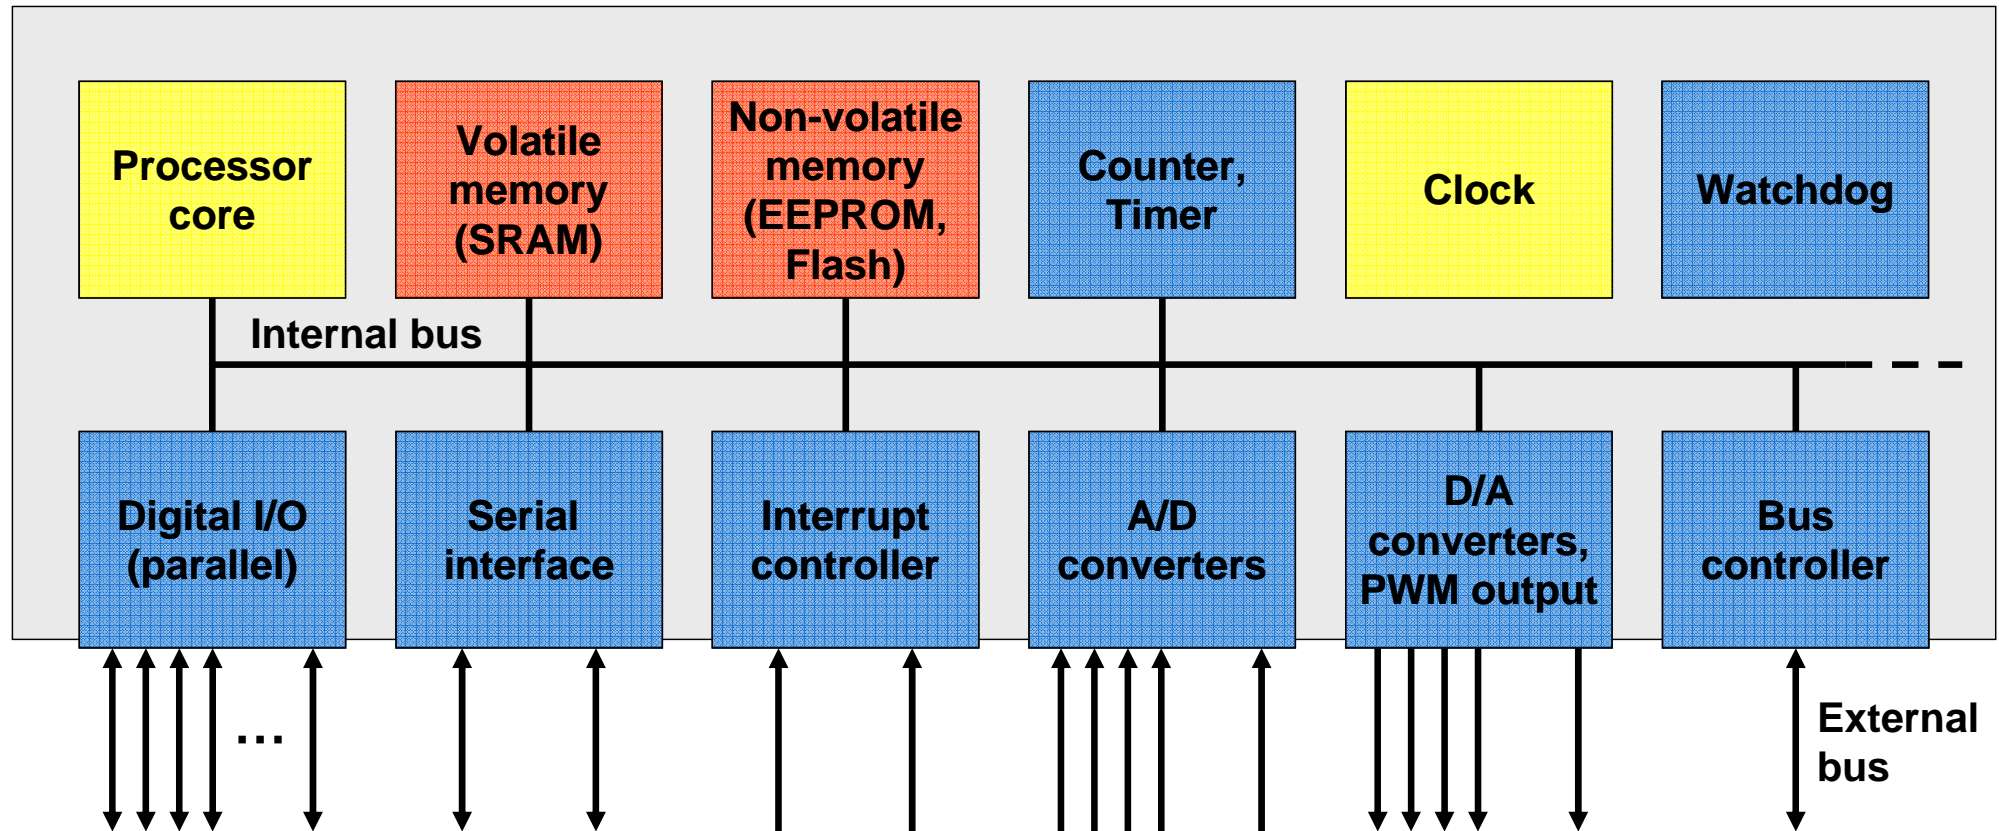 Processor
core
Volatile
memory
(SRAM)
Non-volatile
memory
(EEPROM,
Flash)
Counter,
Timer
Clock
Watchdog
Internal bus
Digital I/O
(parallel)
Serial
interface
Interrupt
controller
A/D
converters
D/A
converters,
PWM output
Bus
controller
...
External
bus